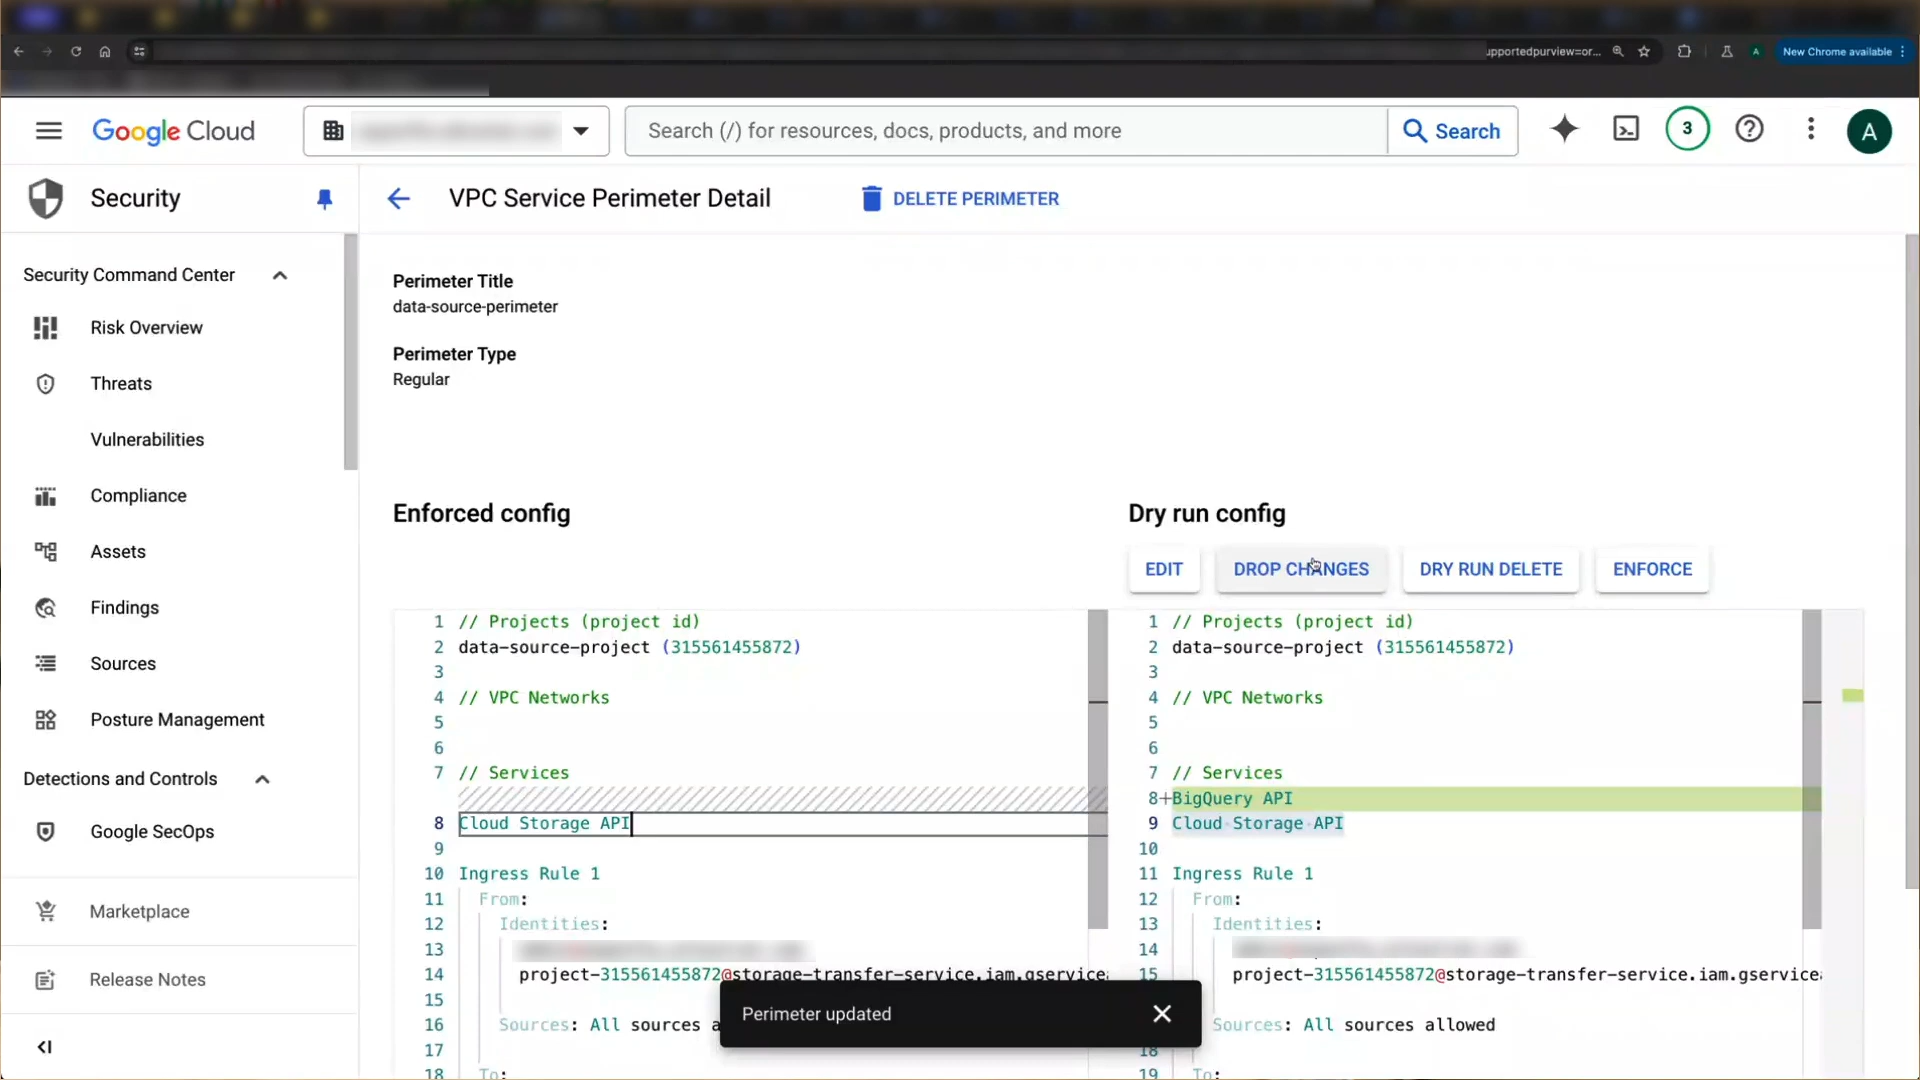 upportedpurview=or...
A
New Chrome available
Google Cloud
Search (/) for resources, docs, products, and more
Search
3
A
Security
VPC Service Perimeter Detail
DELETE PERIMETER
Security Command Center
Risk Overview
Threats
Vulnerabilities
Compliance
Assets
Findings
Sources
Posture Management
Detections and Controls
Google SecOps
Marketplace
Release Notes
Perimeter Title
data-source-perimeter
Perimeter Type
Regular
Enforced config
1 // Projects (project id)
2 data-source-project (315561455872)
3
4 // VPC Networks
5
6
7 // Services
8 Cloud Storage API
9
10 Ingress Rule 1
11 From:
12 Identities:
13
14 project-315561455872@storage-transfer-service.iam.gservicea
15
16 Sources: All sources a
17
18 To:
Dry run config
EDIT
DROP CHANGES
DRY RUN DELETE
ENFORCE
1 // Projects (project id)
2 data-source-project (315561455872)
3
4 // VPC Networks
5
6
7 // Services
8+BigQuery API
9 Cloud Storage API
10
11 Ingress Rule 1
12 From:
13 Identities:
14
15 project-315561455872@storage-transfer-service.iam.gservicea
Sources: All sources allowed
18
19 To:
Perimeter updated